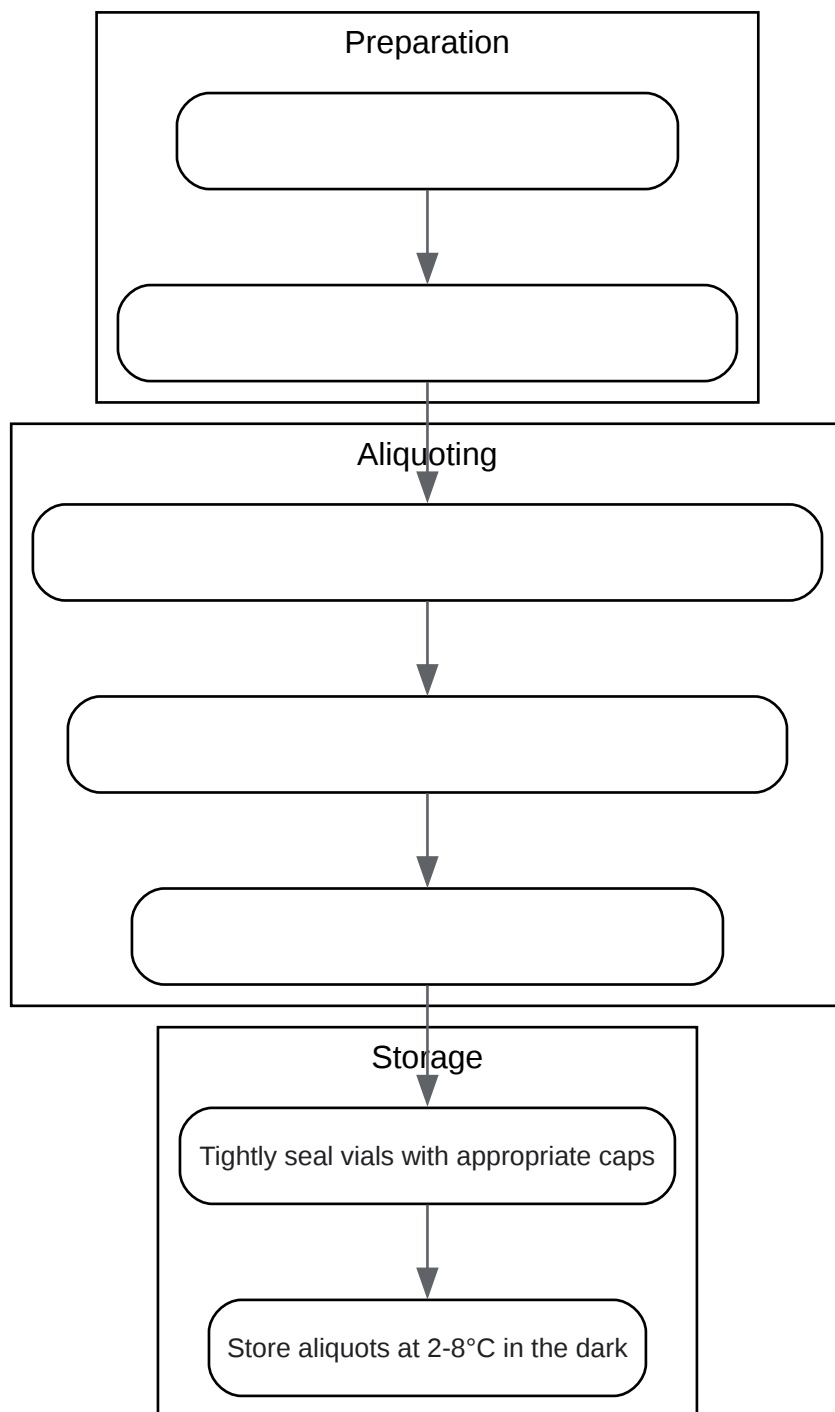 Preparation
Aliquoting
Storage
Tightly seal vials with appropriate caps
Store aliquots at 2-8°C in the dark